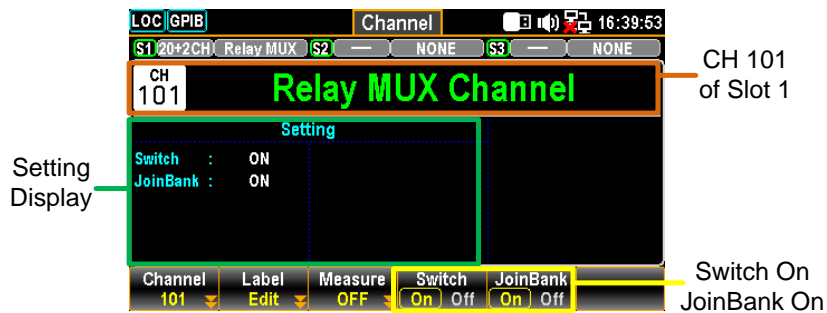 LOC GPIB Channel 16:39:53
S1 20+2CH Relay MUX S2 — NONE S3 — NONE
CH
101 Relay MUX Channel
CH 101
of Slot 1
Setting
Switch : ON
JoinBank : ON
Setting
Display
Channel Label Measure Switch JoinBank
101 Edit OFF On Off On Off
Switch On
JoinBank On